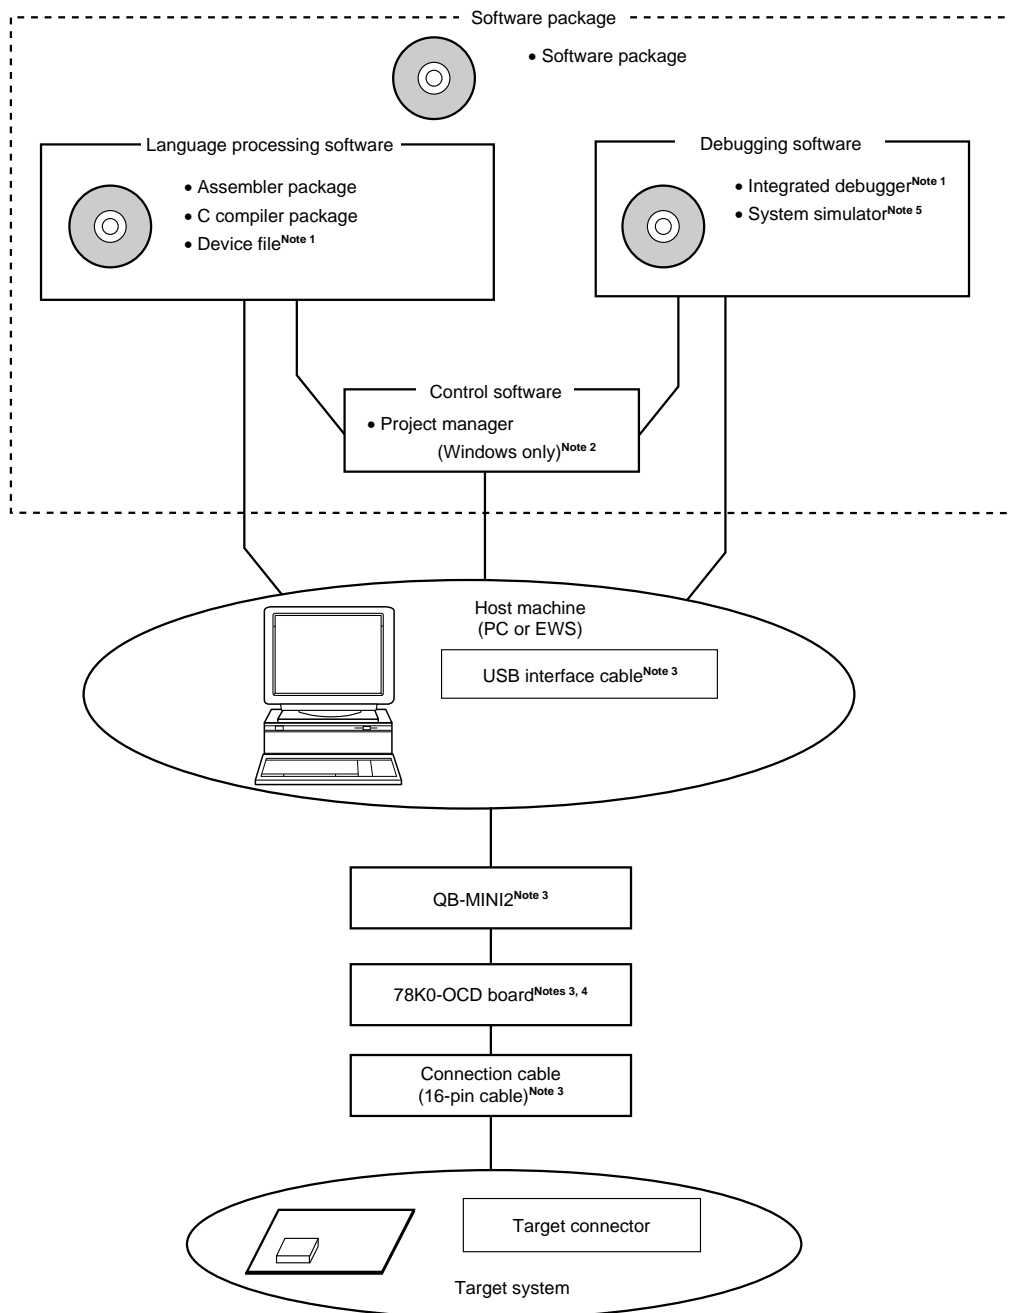 Software package
• Software package
Language processing software
• Assembler package
• C compiler package
• Device fileNote 1
Debugging software
• Integrated debuggerNote 1
• System simulatorNote 5
Control software
• Project manager
(Windows only)Note 2
Host machine
(PC or EWS)
USB interface cableNote 3
QB-MINI2Note 3
78K0-OCD boardNotes 3, 4
Connection cable
(16-pin cable)Note 3
Target connector
Target system